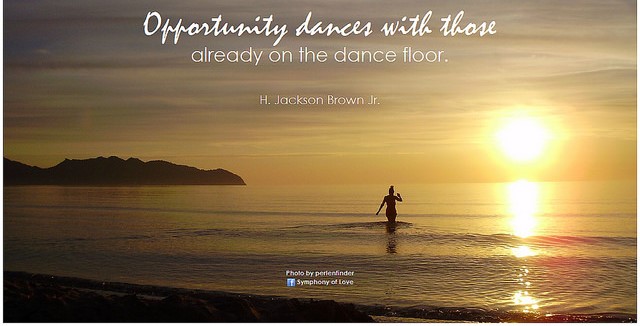 Opportunity dances with those
already on the dance floor.
H. Jackson Brown Jr.
Photo by perlenfinder
Symphony of Love